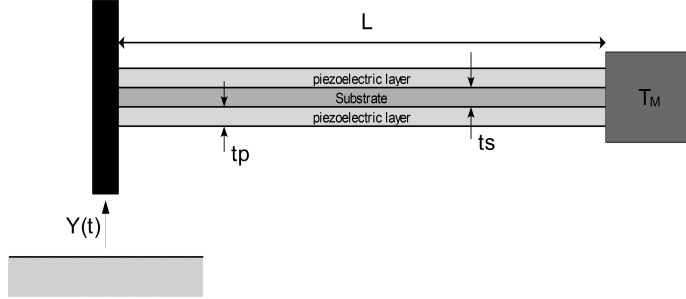 L
piezoelectric layer
Substrate
piezoelectric layer
TM
tp
ts
Y(t)